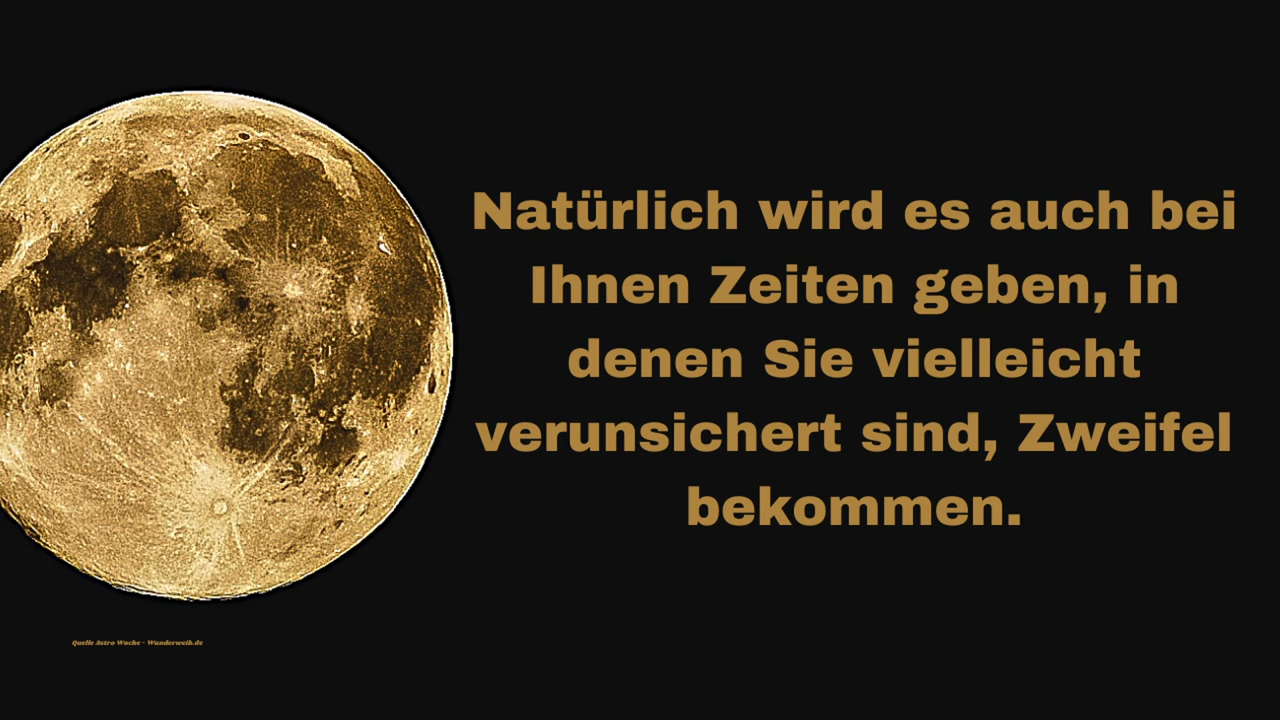 Natürlich wird es auch bei
Ihnen Zeiten geben, in
denen Sie vielleicht
verunsichert sind, Zweifel
bekommen.
Quelle Astro Woche - Wunderweib.de